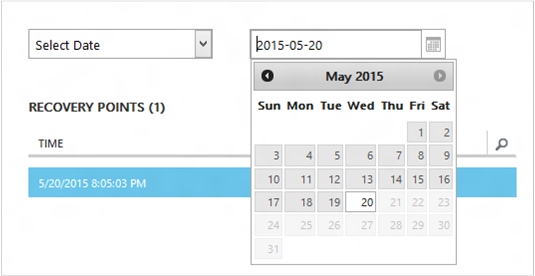 Select Date 2015-05-20
May 2015
Sun Mon Tue Wed Thu Fri Sat
RECOVERY POINTS (1)
1 2
TIME
3 4 5 6 7 8 9
10 11 12 13 14 15 16
5/20/2015 8:05:03 PM
17 18 19 20 21 22 23
24 25 26 27 28 29 30
31